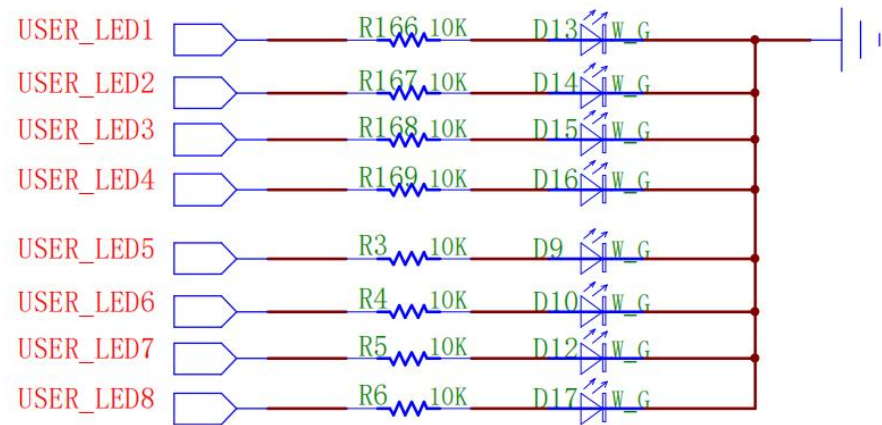 USER_LED1 R166 10K D13 W_G
USER_LED2 R167 10K D14 W_G
USER_LED3 R168 10K D15 W_G
USER_LED4 R169 10K D16 W_G
USER_LED5 R3 10K D9 W_G
USER_LED6 R4 10K D10 W_G
USER_LED7 R5 10K D12 W_G
USER_LED8 R6 10K D17 W_G